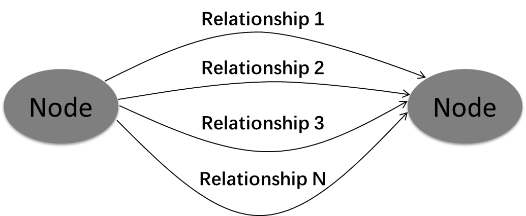 Relationship 1
Relationship 2
Node
Node
Relationship 3
Relationship N